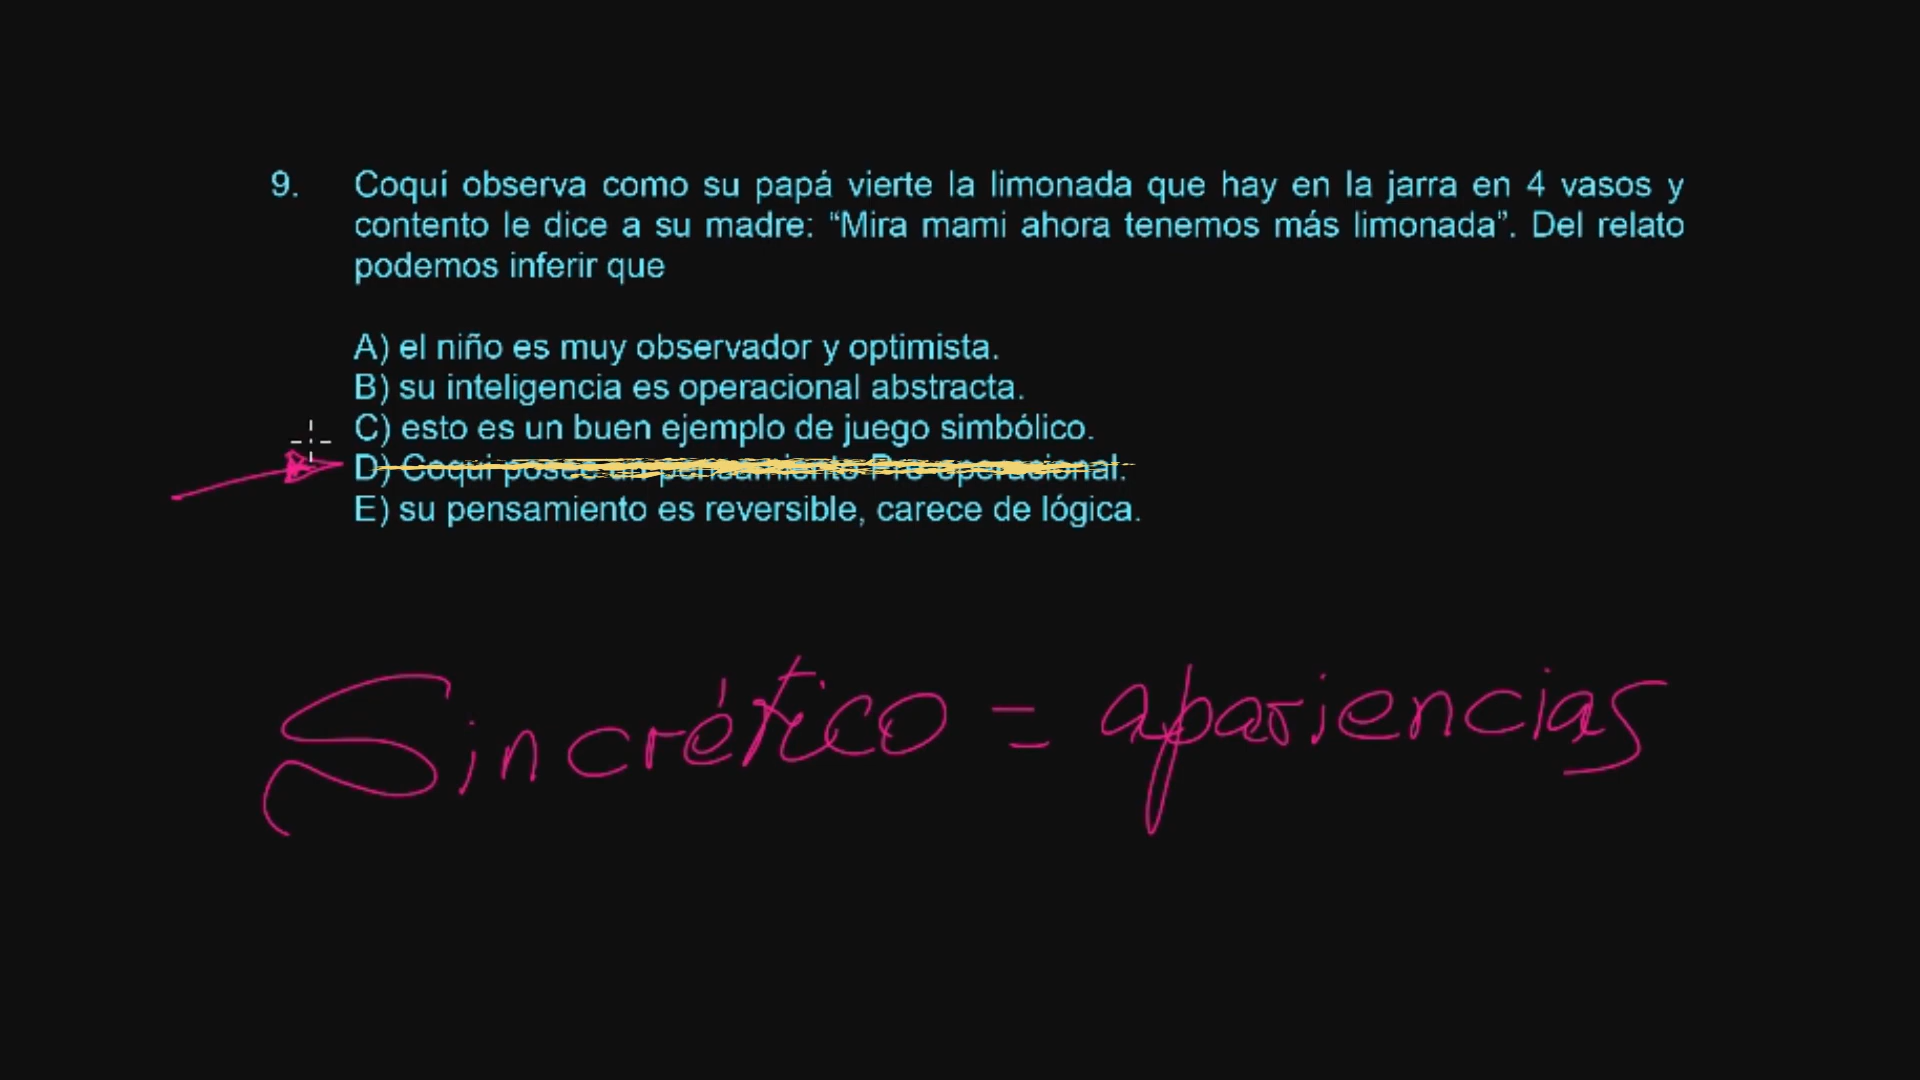 9. Coquí observa como su papá vierte la limonada que hay en la jarra en 4 vasos y
contento le dice a su madre: “Mira mami ahora tenemos más limonada”. Del relato
podemos inferir que
A) el niño es muy observador y optimista.
B) su inteligencia es operacional abstracta.
C) esto es un buen ejemplo de juego simbólico.
D) Coquí posee un pensamiento Pre operacional.
E) su pensamiento es reversible, carece de lógica.
Sincrético = apariencias